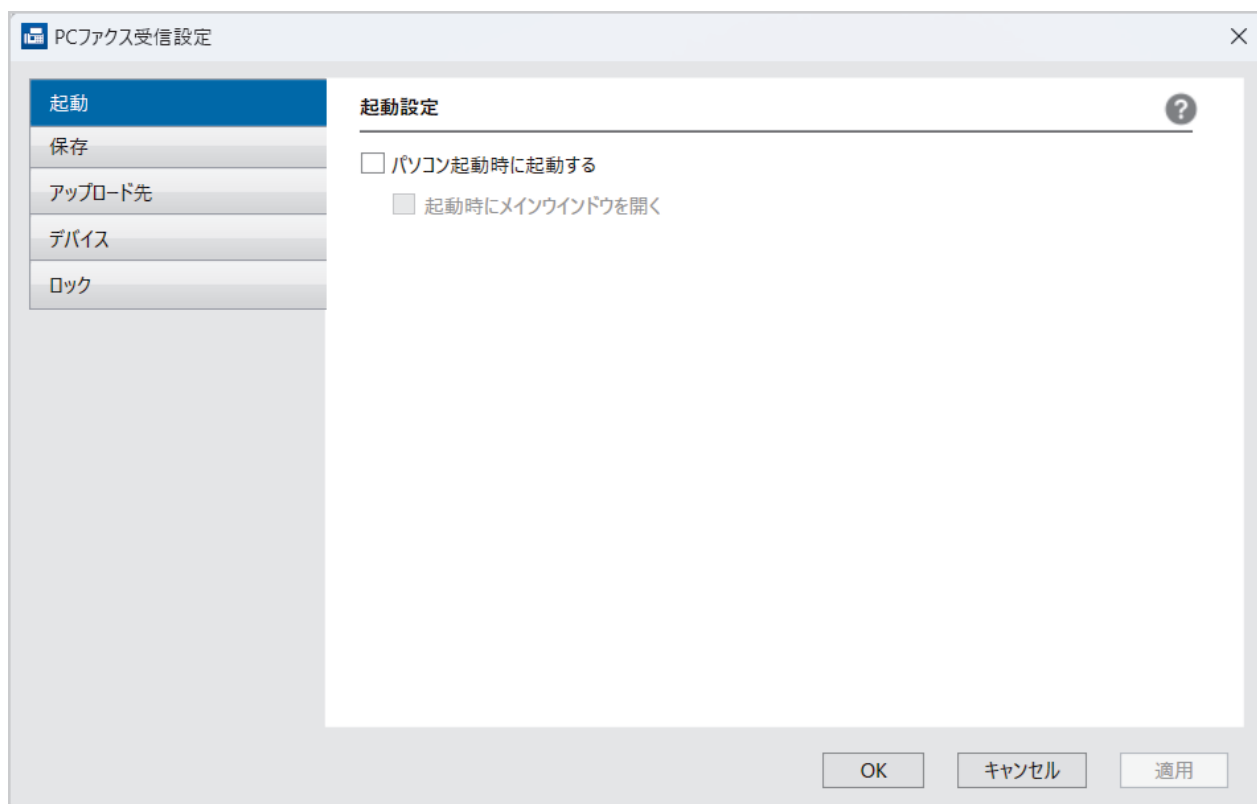 PCファクス受信設定
起動
保存
アップロード先
デバイス
ロック
起動設定
?
パソコン起動時に起動する
起動時にメインウインドウを開く
OK
キャンセル
適用